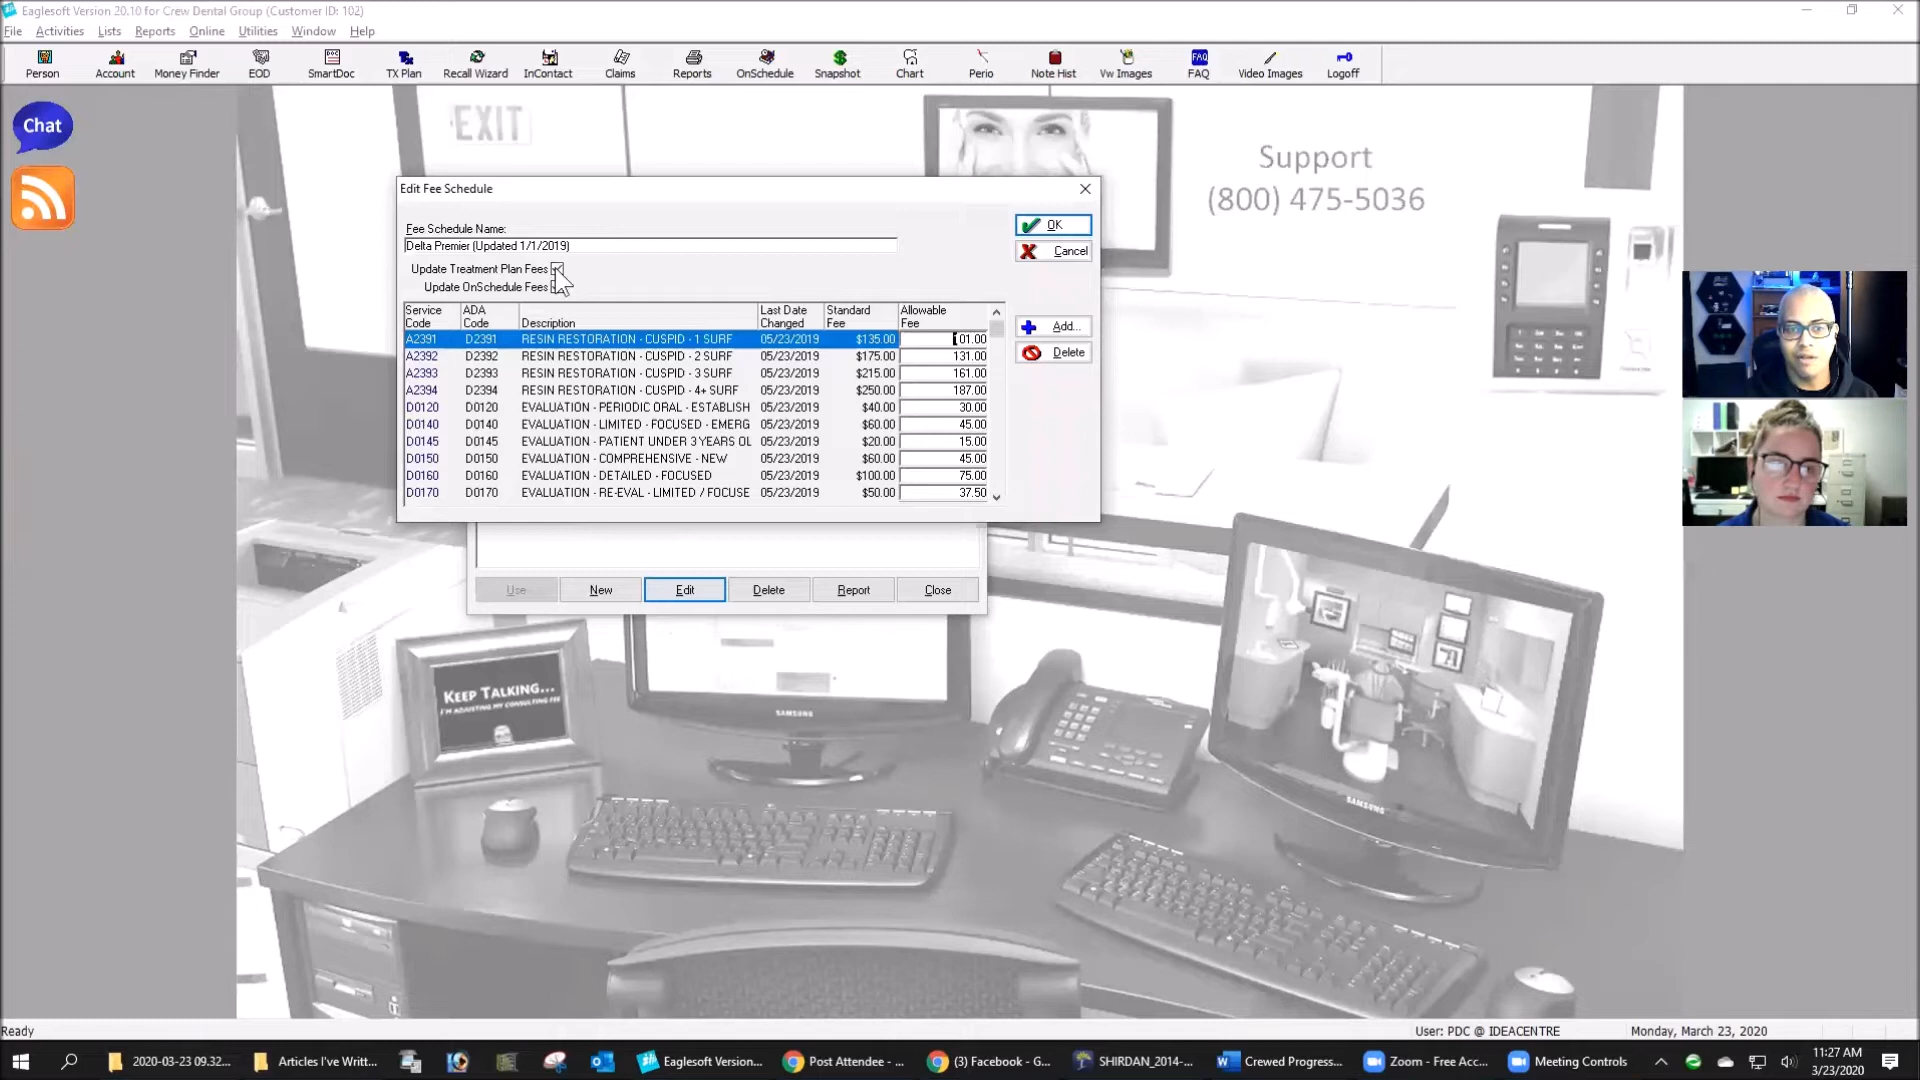 Eaglesoft Version 20.10 for Crew Dental Group (Customer ID: 102)
File Activities Lists Reports Online Utilities Window Help
Person Account Money Finder EOD SmartDoc TX Plan Recall Wizard InContact Claims Reports OnSchedule Snapshot Chart Perio Note Hist Vw Images FAQ FAQ Video Images Logoff
Chat
EXIT
Support
(800) 475-5036
Edit Fee Schedule
Fee Schedule Name:
Delta Premier (Updated 1/1/2019)
Update Treatment Plan Fees
Update OnSchedule Fees
OK
Cancel
Add...
Delete
Service Code ADA Code Description Last Date Changed Standard Fee Allowable Fee
A2391 D2391 RESIN RESTORATION - CUSPID - 1 SURF 05/23/2019 $135.00 01.00
A2392 D2392 RESIN RESTORATION - CUSPID - 2 SURF 05/23/2019 $175.00 131.00
A2393 D2393 RESIN RESTORATION - CUSPID - 3 SURF 05/23/2019 $215.00 161.00
A2394 D2394 RESIN RESTORATION - CUSPID - 4+ SURF 05/23/2019 $250.00 187.00
D0120 D0120 EVALUATION - PERIODIC ORAL - ESTABLISH 05/23/2019 $40.00 30.00
D0140 D0140 EVALUATION - LIMITED - FOCUSED - EMERG 05/23/2019 $60.00 45.00
D0145 D0145 EVALUATION - PATIENT UNDER 3 YEARS OL 05/23/2019 $20.00 15.00
D0150 D0150 EVALUATION - COMPREHENSIVE - NEW 05/23/2019 $60.00 45.00
D0160 D0160 EVALUATION - DETAILED - FOCUSED 05/23/2019 $100.00 75.00
D0170 D0170 EVALUATION - RE-EVAL - LIMITED / FOCUSE 05/23/2019 $50.00 37.50
Use New Edit Delete Report Close
KEEP TALKING...
I'M ADJUSTING MY CONSULTING FEE
SAMSUNG
SAMSUNG
Ready
User: PDC @ IDEACENTRE Monday, March 23, 2020
2020-03-23 09.32... Articles I've Writt... Eaglesoft Version... Post Attendee - ... (3) Facebook - G... SHIRDAN_2014-... Crewed Progress... Zoom - Free Acc... Meeting Controls
11:27 AM
3/23/2020